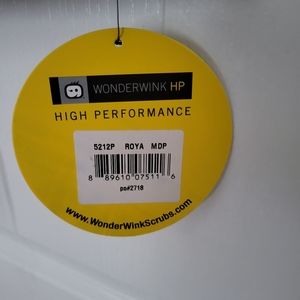 WONDERWINK HP
HIGH PERFORMANCE
5212P ROYA MDP
8 89610 07511 6
po#2718
www.WonderWinkScrubs.com